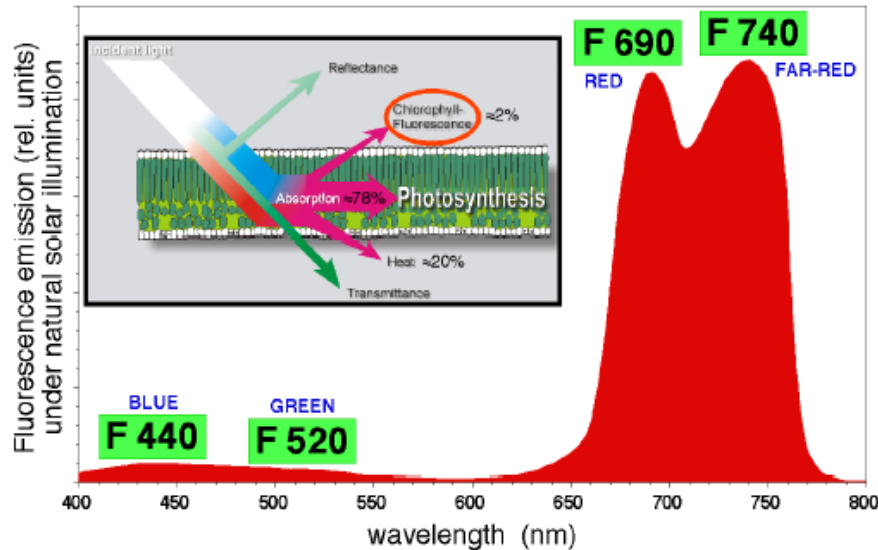 Fluorescence emission (rel. units)
under natural solar illumination
Incident light
Reflectance
Chlorophyll-
Fluorescence ≈2%
Absorption ≈78% Photosynthesis
Heat ≈20%
Transmittance
F 690
RED
F 740
FAR-RED
BLUE
F 440
GREEN
F 520
400 450 500 550 600 650 700 750 800
wavelength (nm)